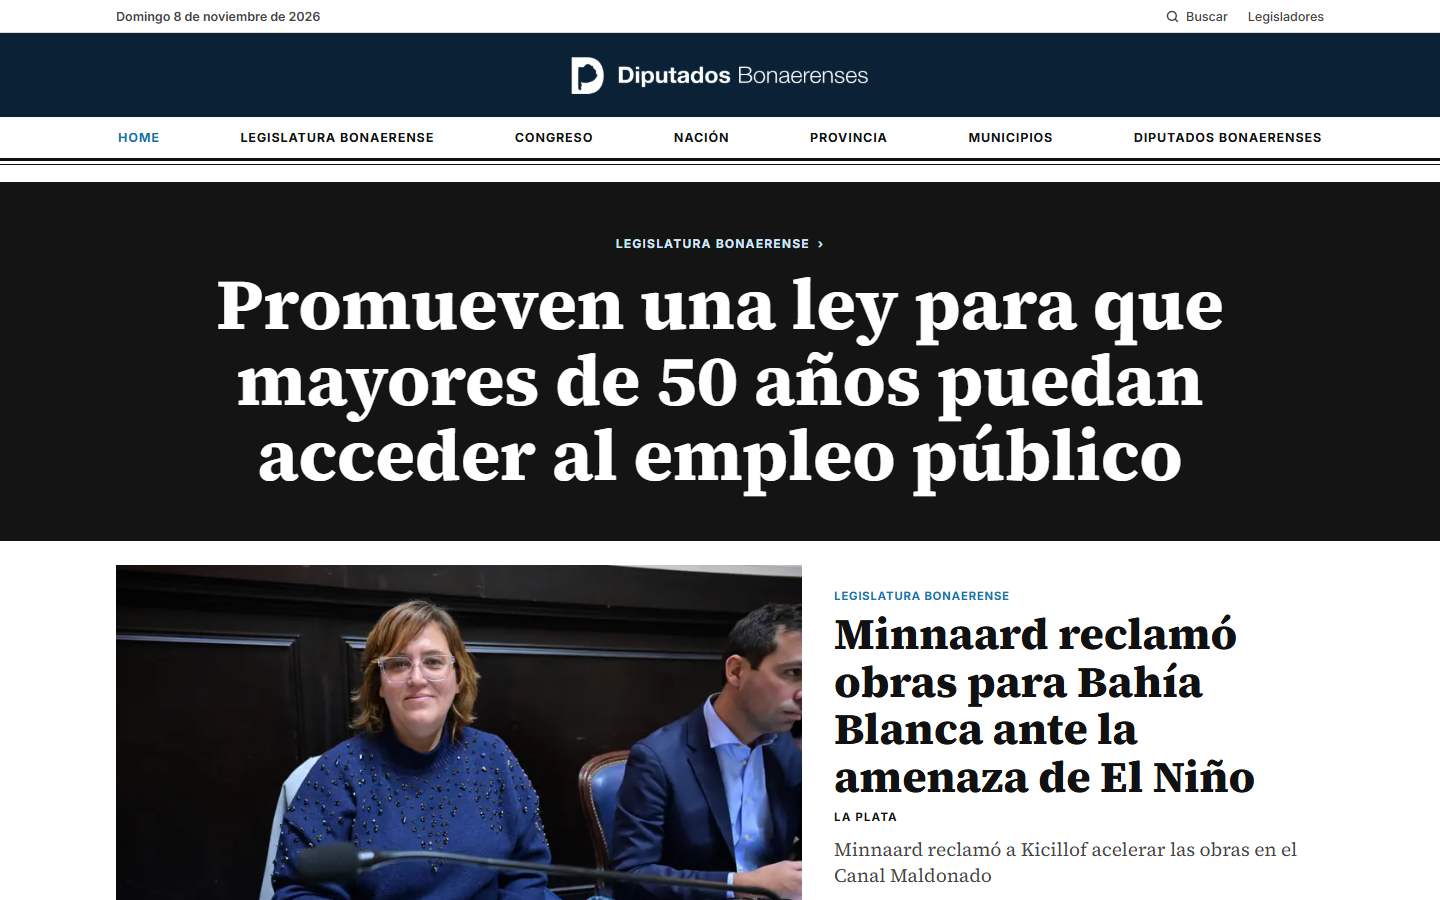 Domingo 8 de noviembre de 2026
Buscar
Legisladores
Diputados Bonaerenses
HOME
LEGISLATURA BONAERENSE
CONGRESO
NACIÓN
PROVINCIA
MUNICIPIOS
DIPUTADOS BONAERENSES
LEGISLATURA BONAERENSE ›
Promueven una ley para que
mayores de 50 años puedan
acceder al empleo público
LEGISLATURA BONAERENSE
Minnaard reclamó
obras para Bahía
Blanca ante la
amenaza de El Niño
LA PLATA
Minnaard reclamó a Kicillof acelerar las obras en el
Canal Maldonado